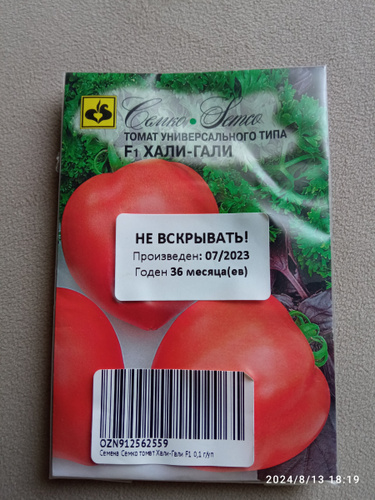 Семко • Semco
ТОМАТ УНИВЕРСАЛЬНОГО ТИПА
F1 ХАЛИ-ГАЛИ
НЕ ВСКРЫВАТЬ!
Произведен: 07/2023
Годен 36 месяца(ев)
OZN912562559
Семена Семко томат Хали-Гали F1 0,1 г/уп
2024/8/13 18:19